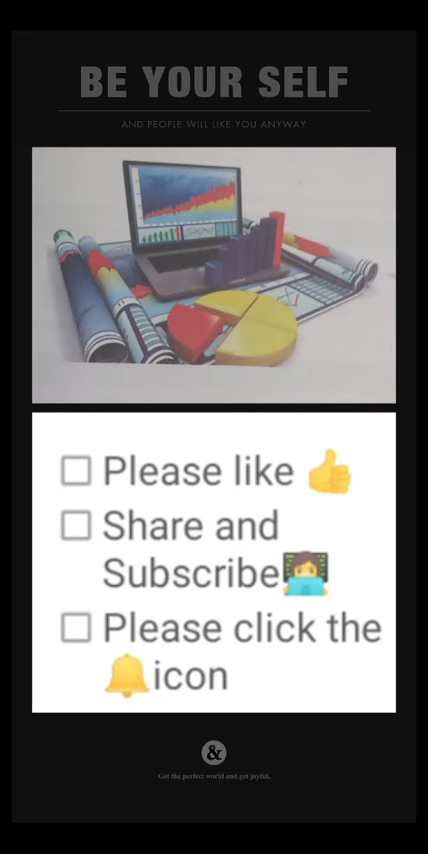 BE YOUR SELF
AND PEOPLE WILL LIKE YOU ANYWAY
☐ Please like 👍
☐ Share and
Subscribe👩‍💻
☐ Please click the
🔔icon
&
Get the perfect world and get joyful.